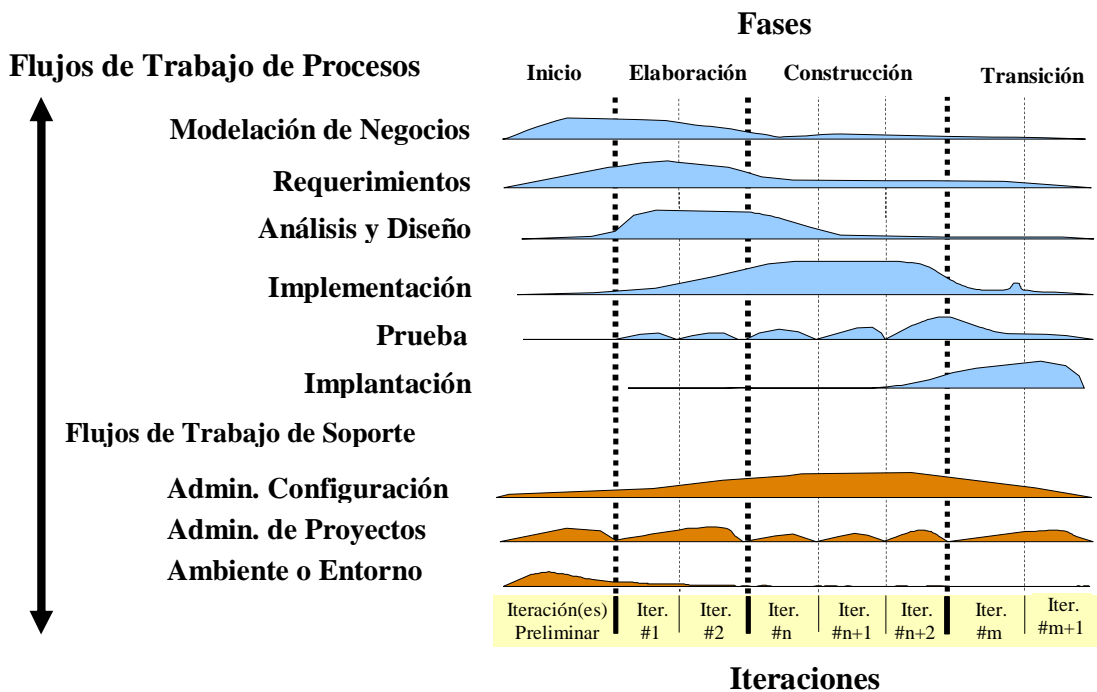 Fases
Flujos de Trabajo de Procesos
Inicio Elaboración Construcción Transición
Modelación de Negocios
Requerimientos
Análisis y Diseño
Implementación
Prueba
Implantación
Flujos de Trabajo de Soporte
Admin. Configuración
Admin. de Proyectos
Ambiente o Entorno
Iteración(es) Iter. Iter. Iter. Iter. Iter. Iter. Iter.
Preliminar #1 #2 #n #n+1 #n+2 #m #m+1
Iteraciones